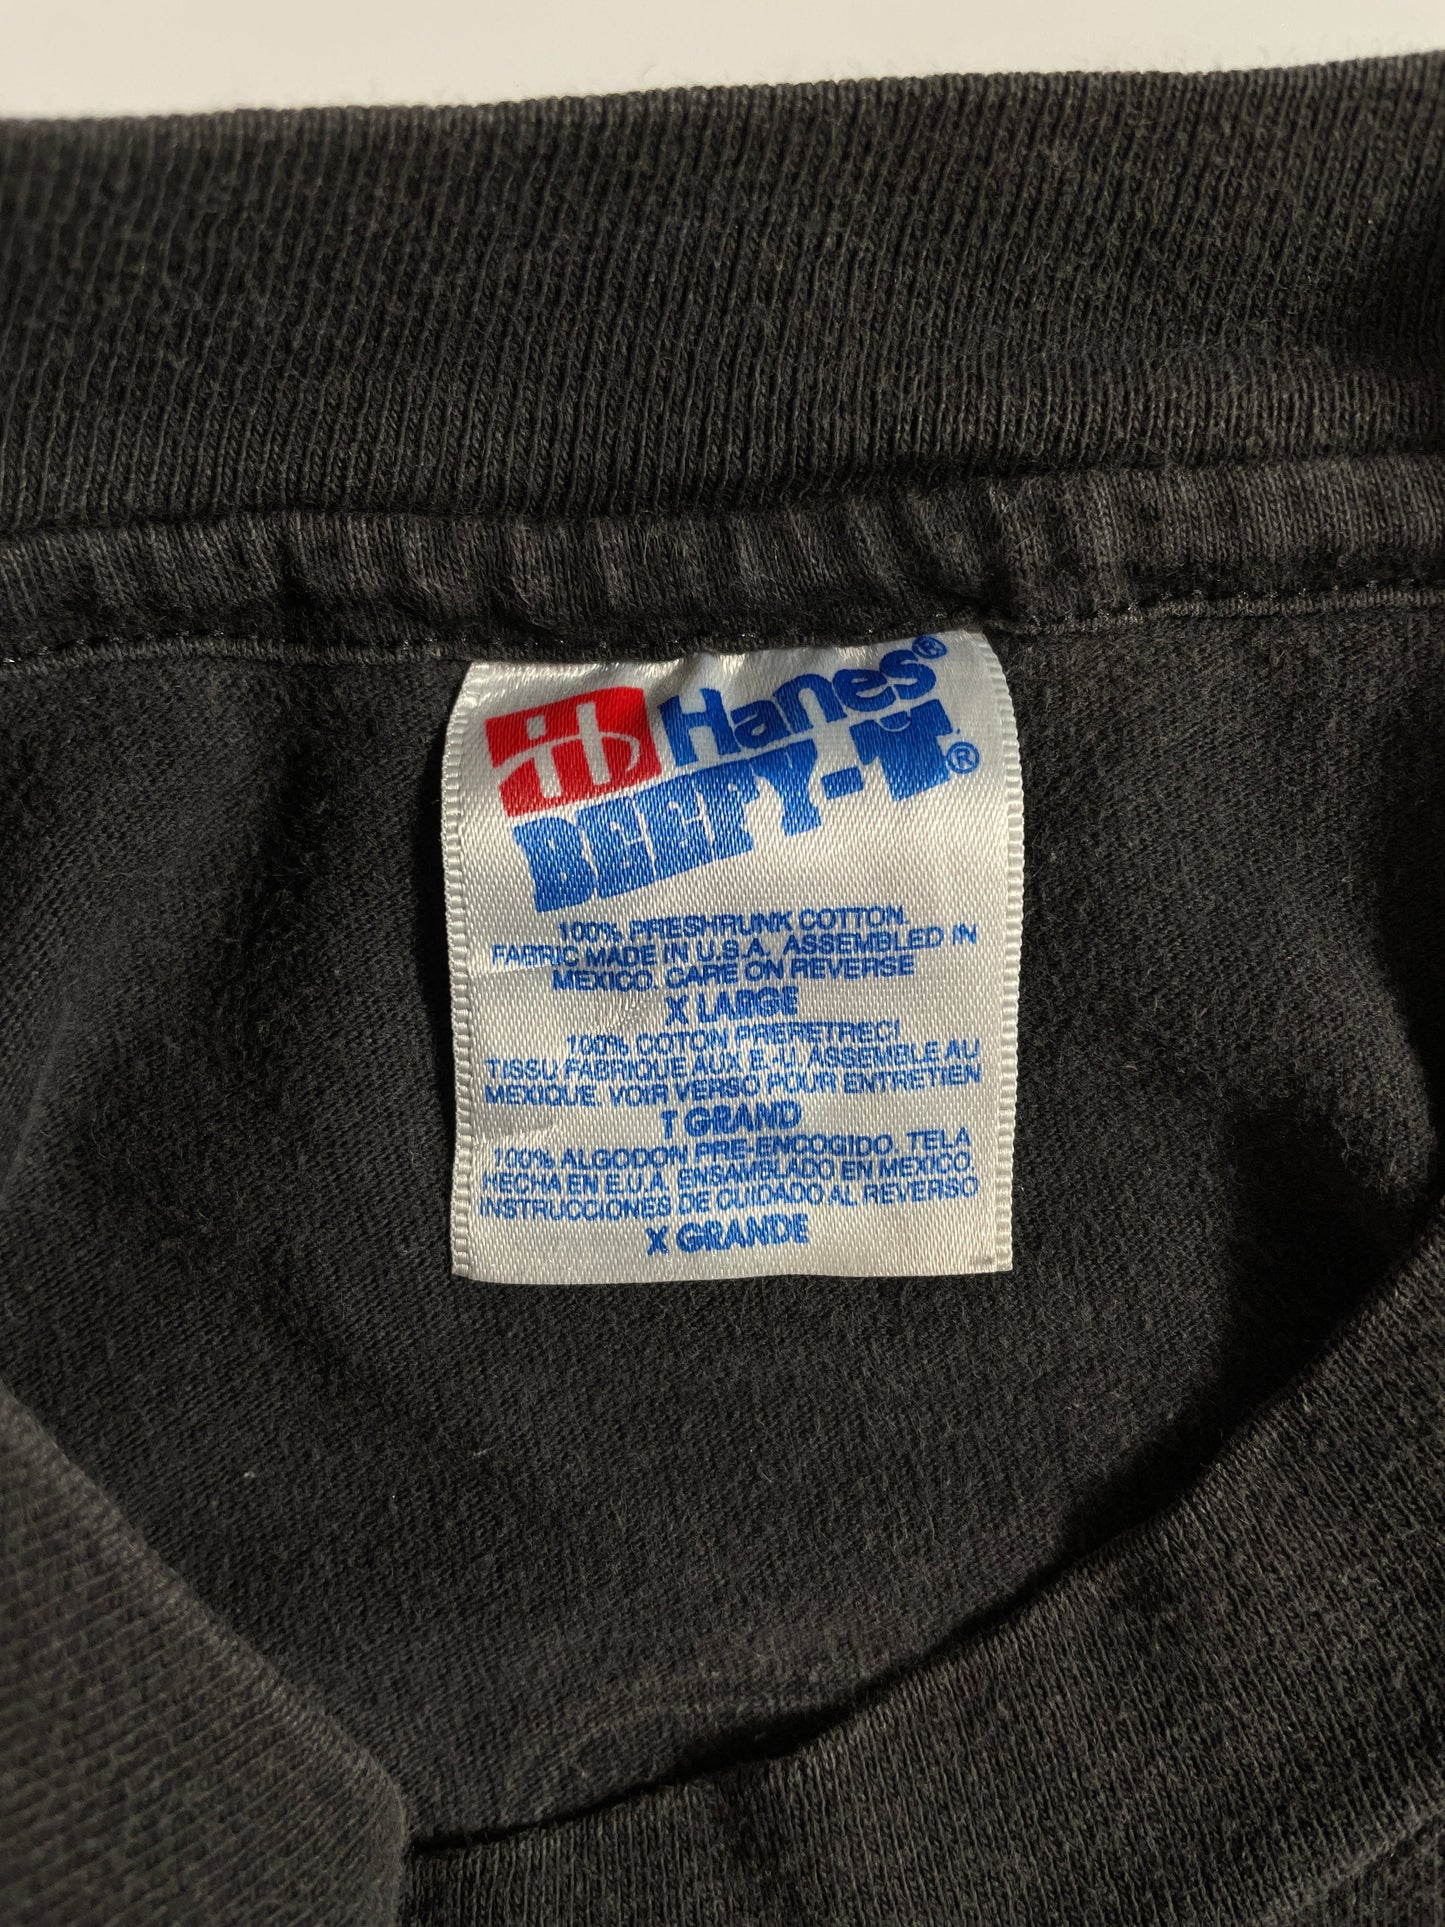 Hanes®
BEEFY-T®
100% PRESHRUNK COTTON.
FABRIC MADE IN U.S.A. ASSEMBLED IN
MEXICO. CARE ON REVERSE
X LARGE
100% COTON PRERETRECI
TISSU FABRIQUE AUX E.-U. ASSEMBLE AU
MEXIQUE. VOIR VERSO POUR ENTRETIEN
T GRAND
100% ALGODON PRE-ENCOGIDO. TELA
HECHA EN E.U.A. ENSAMBLADO EN MEXICO.
INSTRUCCIONES DE CUIDADO AL REVERSO
X GRANDE